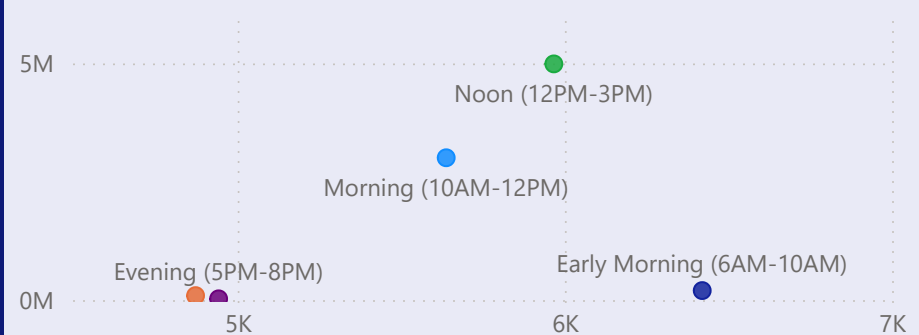 5M
Noon (12PM-3PM)
Morning (10AM-12PM)
Evening (5PM-8PM)
Early Morning (6AM-10AM)
0M
5K
6K
7K